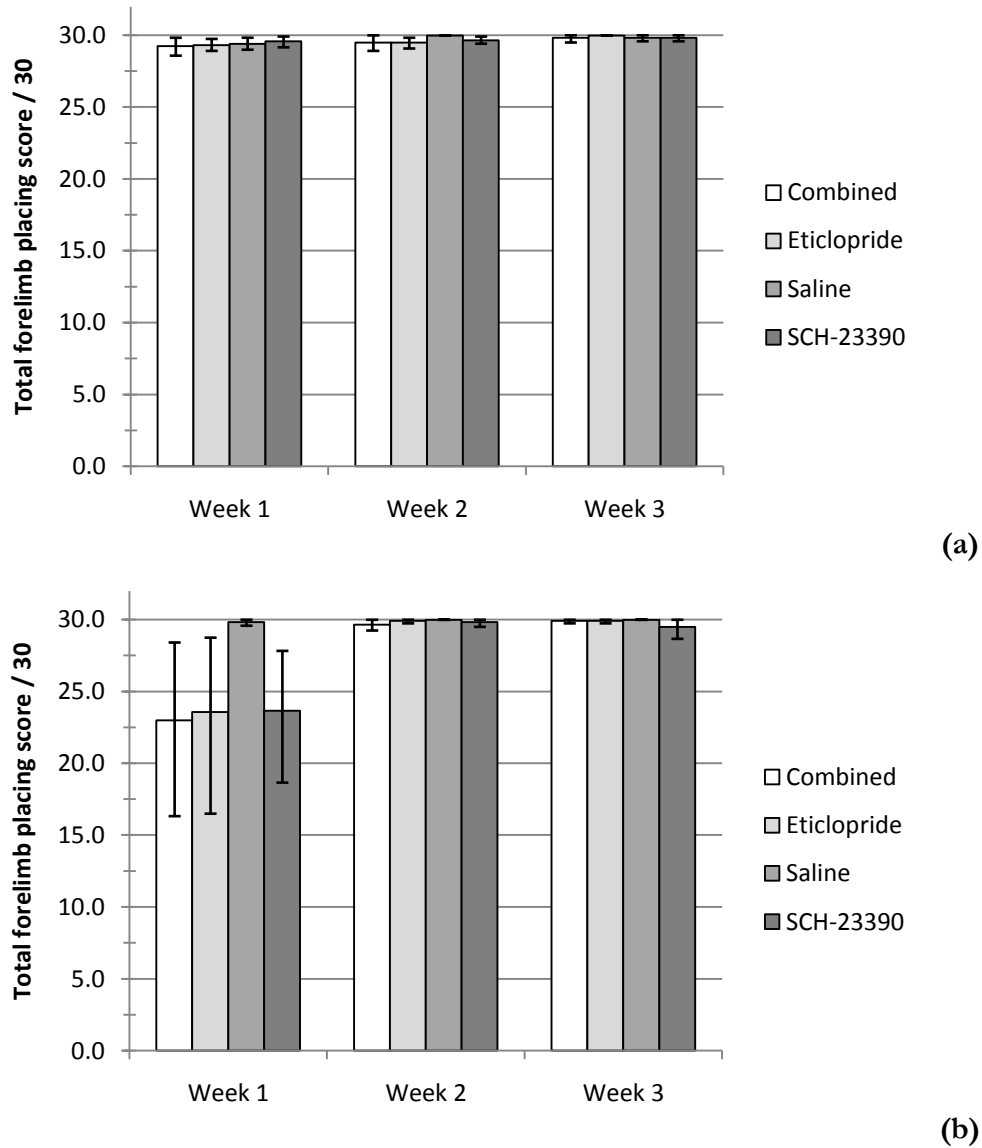 Total forelimb placing score / 30
30.0
25.0
20.0
15.0
10.0
5.0
0.0
Week 1 Week 2 Week 3
Combined
Eticlopride
Saline
SCH-23390
(a)
Total forelimb placing score / 30
30.0
25.0
20.0
15.0
10.0
5.0
0.0
Week 1 Week 2 Week 3
Combined
Eticlopride
Saline
SCH-23390
(b)